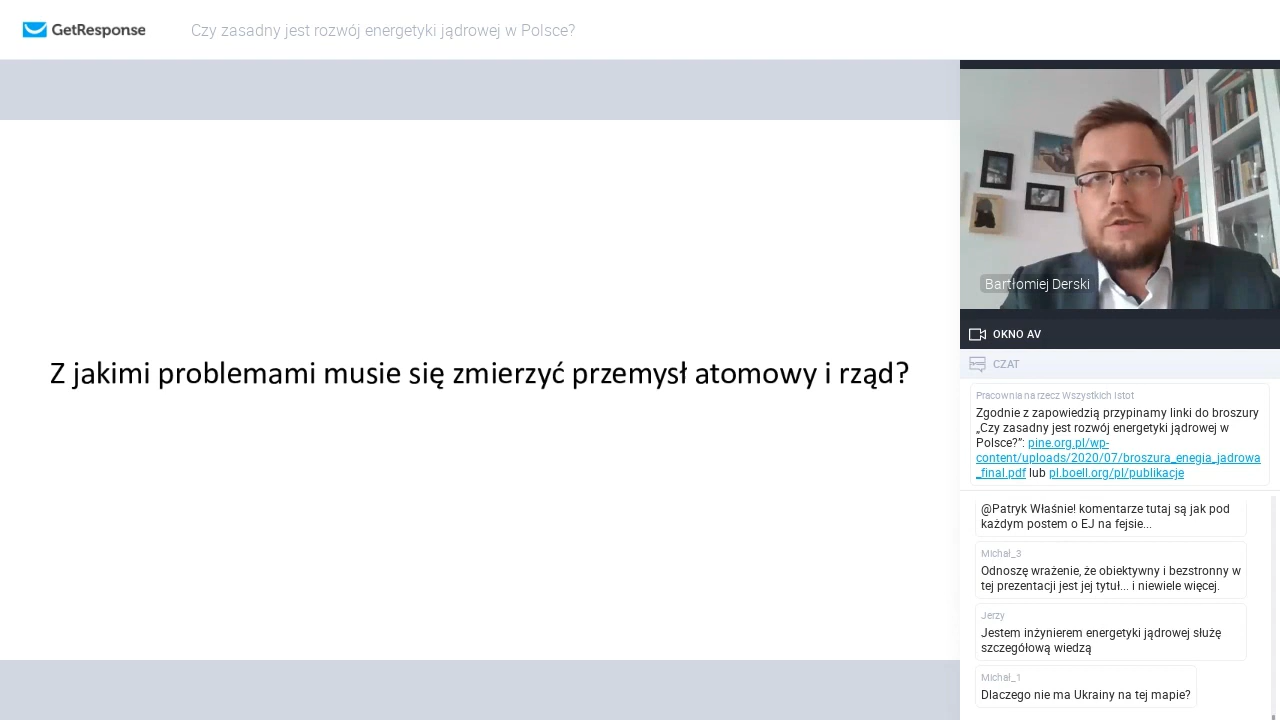 GetResponse
Czy zasadny jest rozwój energetyki jądrowej w Polsce?
Z jakimi problemami musie się zmierzyć przemysł atomowy i rząd?
Bartłomiej Derski
OKNO AV
CZAT
Pracownia na rzecz Wszystkich Istot
Zgodnie z zapowiedzią przypinamy linki do broszury
„Czy zasadny jest rozwój energetyki jądrowej w
Polsce?”: pine.org.pl/wp-
content/uploads/2020/07/broszura_enegia_jadrowa
_final.pdf lub pl.boell.org/pl/publikacje
@Patryk Właśnie! komentarze tutaj są jak pod
każdym postem o EJ na fejsie...
Michał_3
Odnoszę wrażenie, że obiektywny i bezstronny w
tej prezentacji jest jej tytuł... i niewiele więcej.
Jerzy
Jestem inżynierem energetyki jądrowej służę
szczegółową wiedzą
Michał_1
Dlaczego nie ma Ukrainy na tej mapie?